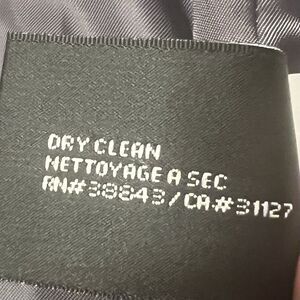 DRY CLEAN
NETTOYAGE A SEC
RN#38843/CA#31127